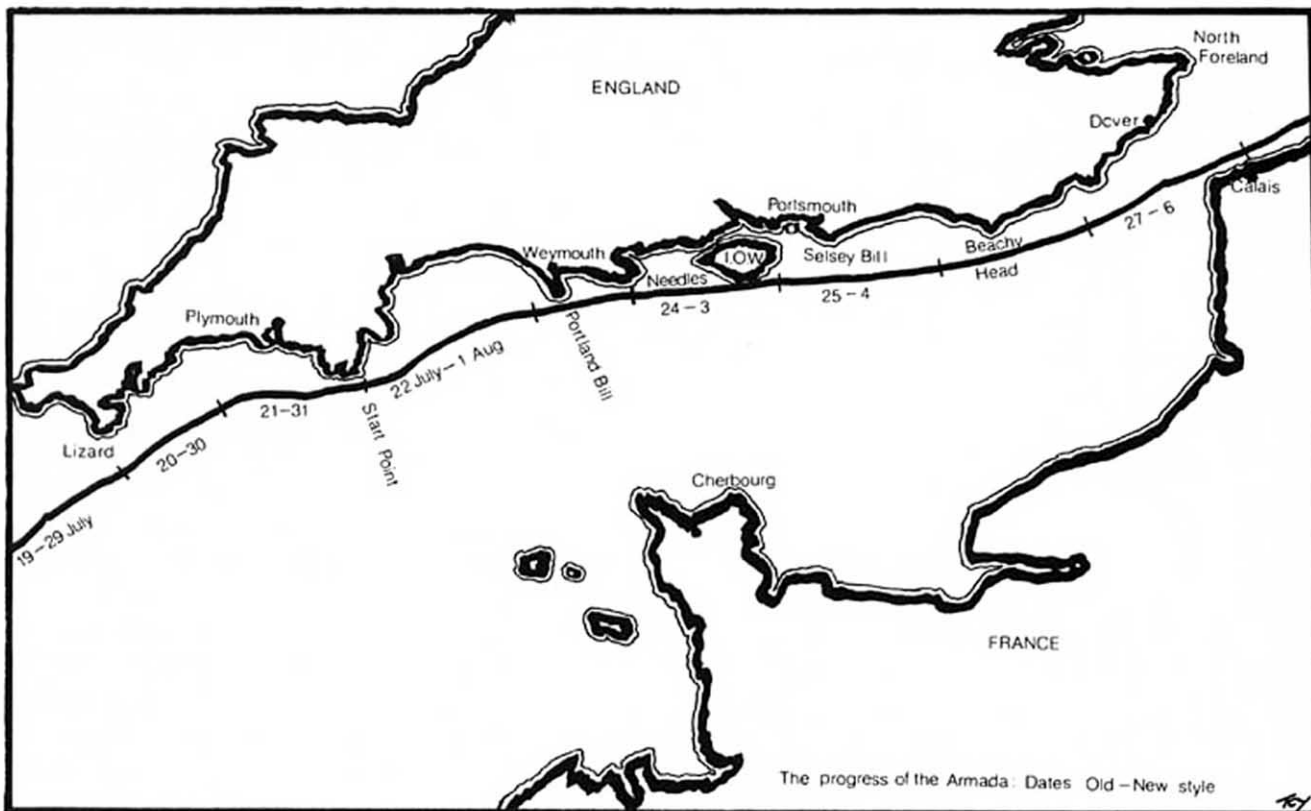 North
Foreland
ENGLAND
Dover
Calais
27-6
Portsmouth
Weymouth
I.OW
Selsey Bill
Beachy
Head
Needles
24-3
25-4
Plymouth
Portland Bill
22 July-1 Aug
21-31
Start Point
Lizard
20-30
19-29 July
Cherbourg
FRANCE
The progress of the Armada: Dates Old-New style